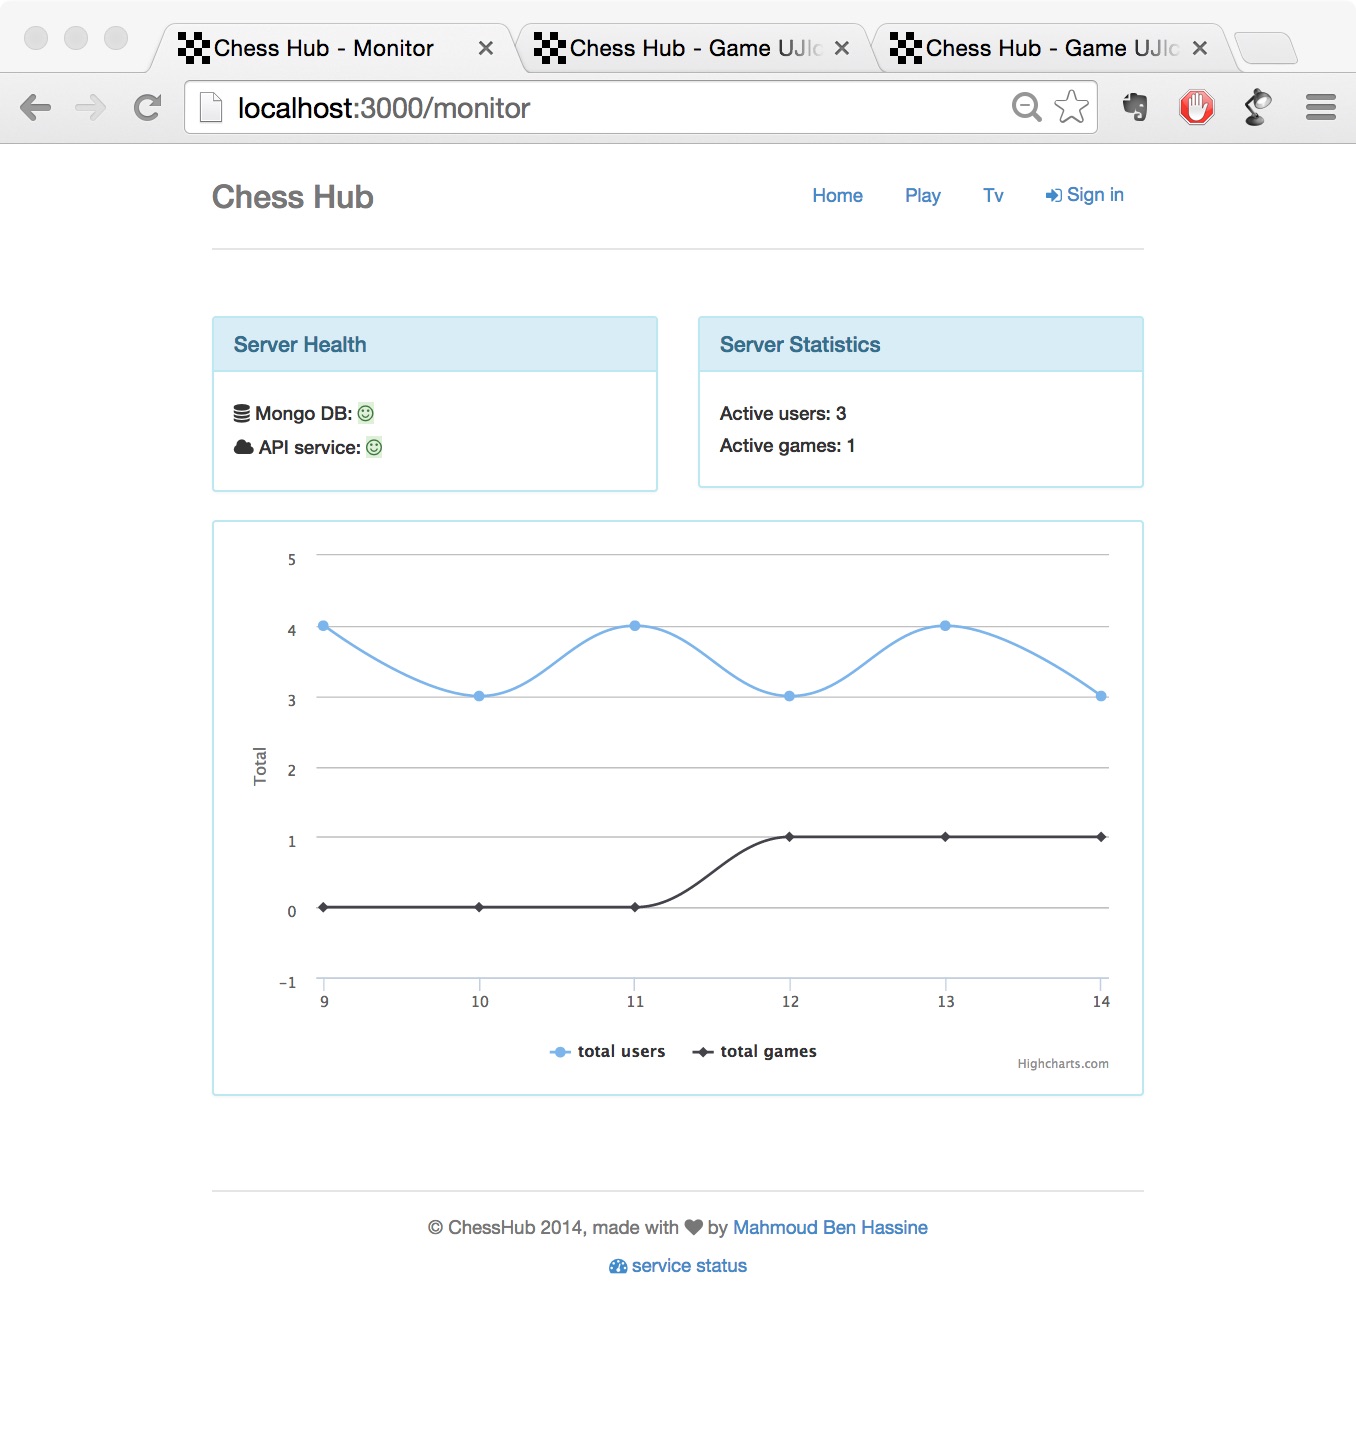 Chess Hub - Monitor
Chess Hub - Game UJI
Chess Hub - Game UJI
localhost:3000/monitor
Chess Hub
Home Play Tv Sign in
Server Health
Mongo DB:
API service:
Server Statistics
Active users: 3
Active games: 1
5
4
3
2
1
0
-1
Total
9 10 11 12 13 14
total users total games
Highcharts.com
© ChessHub 2014, made with ♥ by Mahmoud Ben Hassine
service status